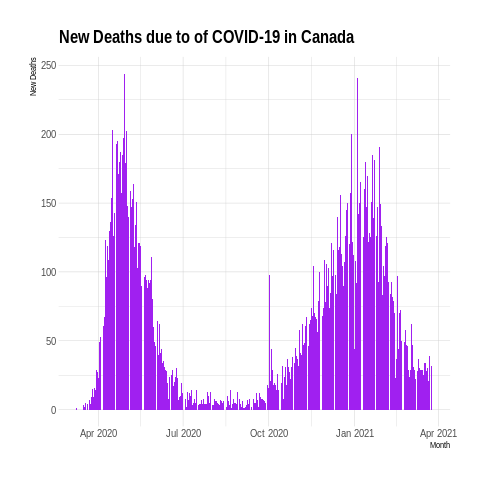 New Deaths due to of COVID-19 in Canada
New Deaths
250
200
150
100
50
0
Apr 2020 Jul 2020 Oct 2020 Jan 2021 Apr 2021
Month